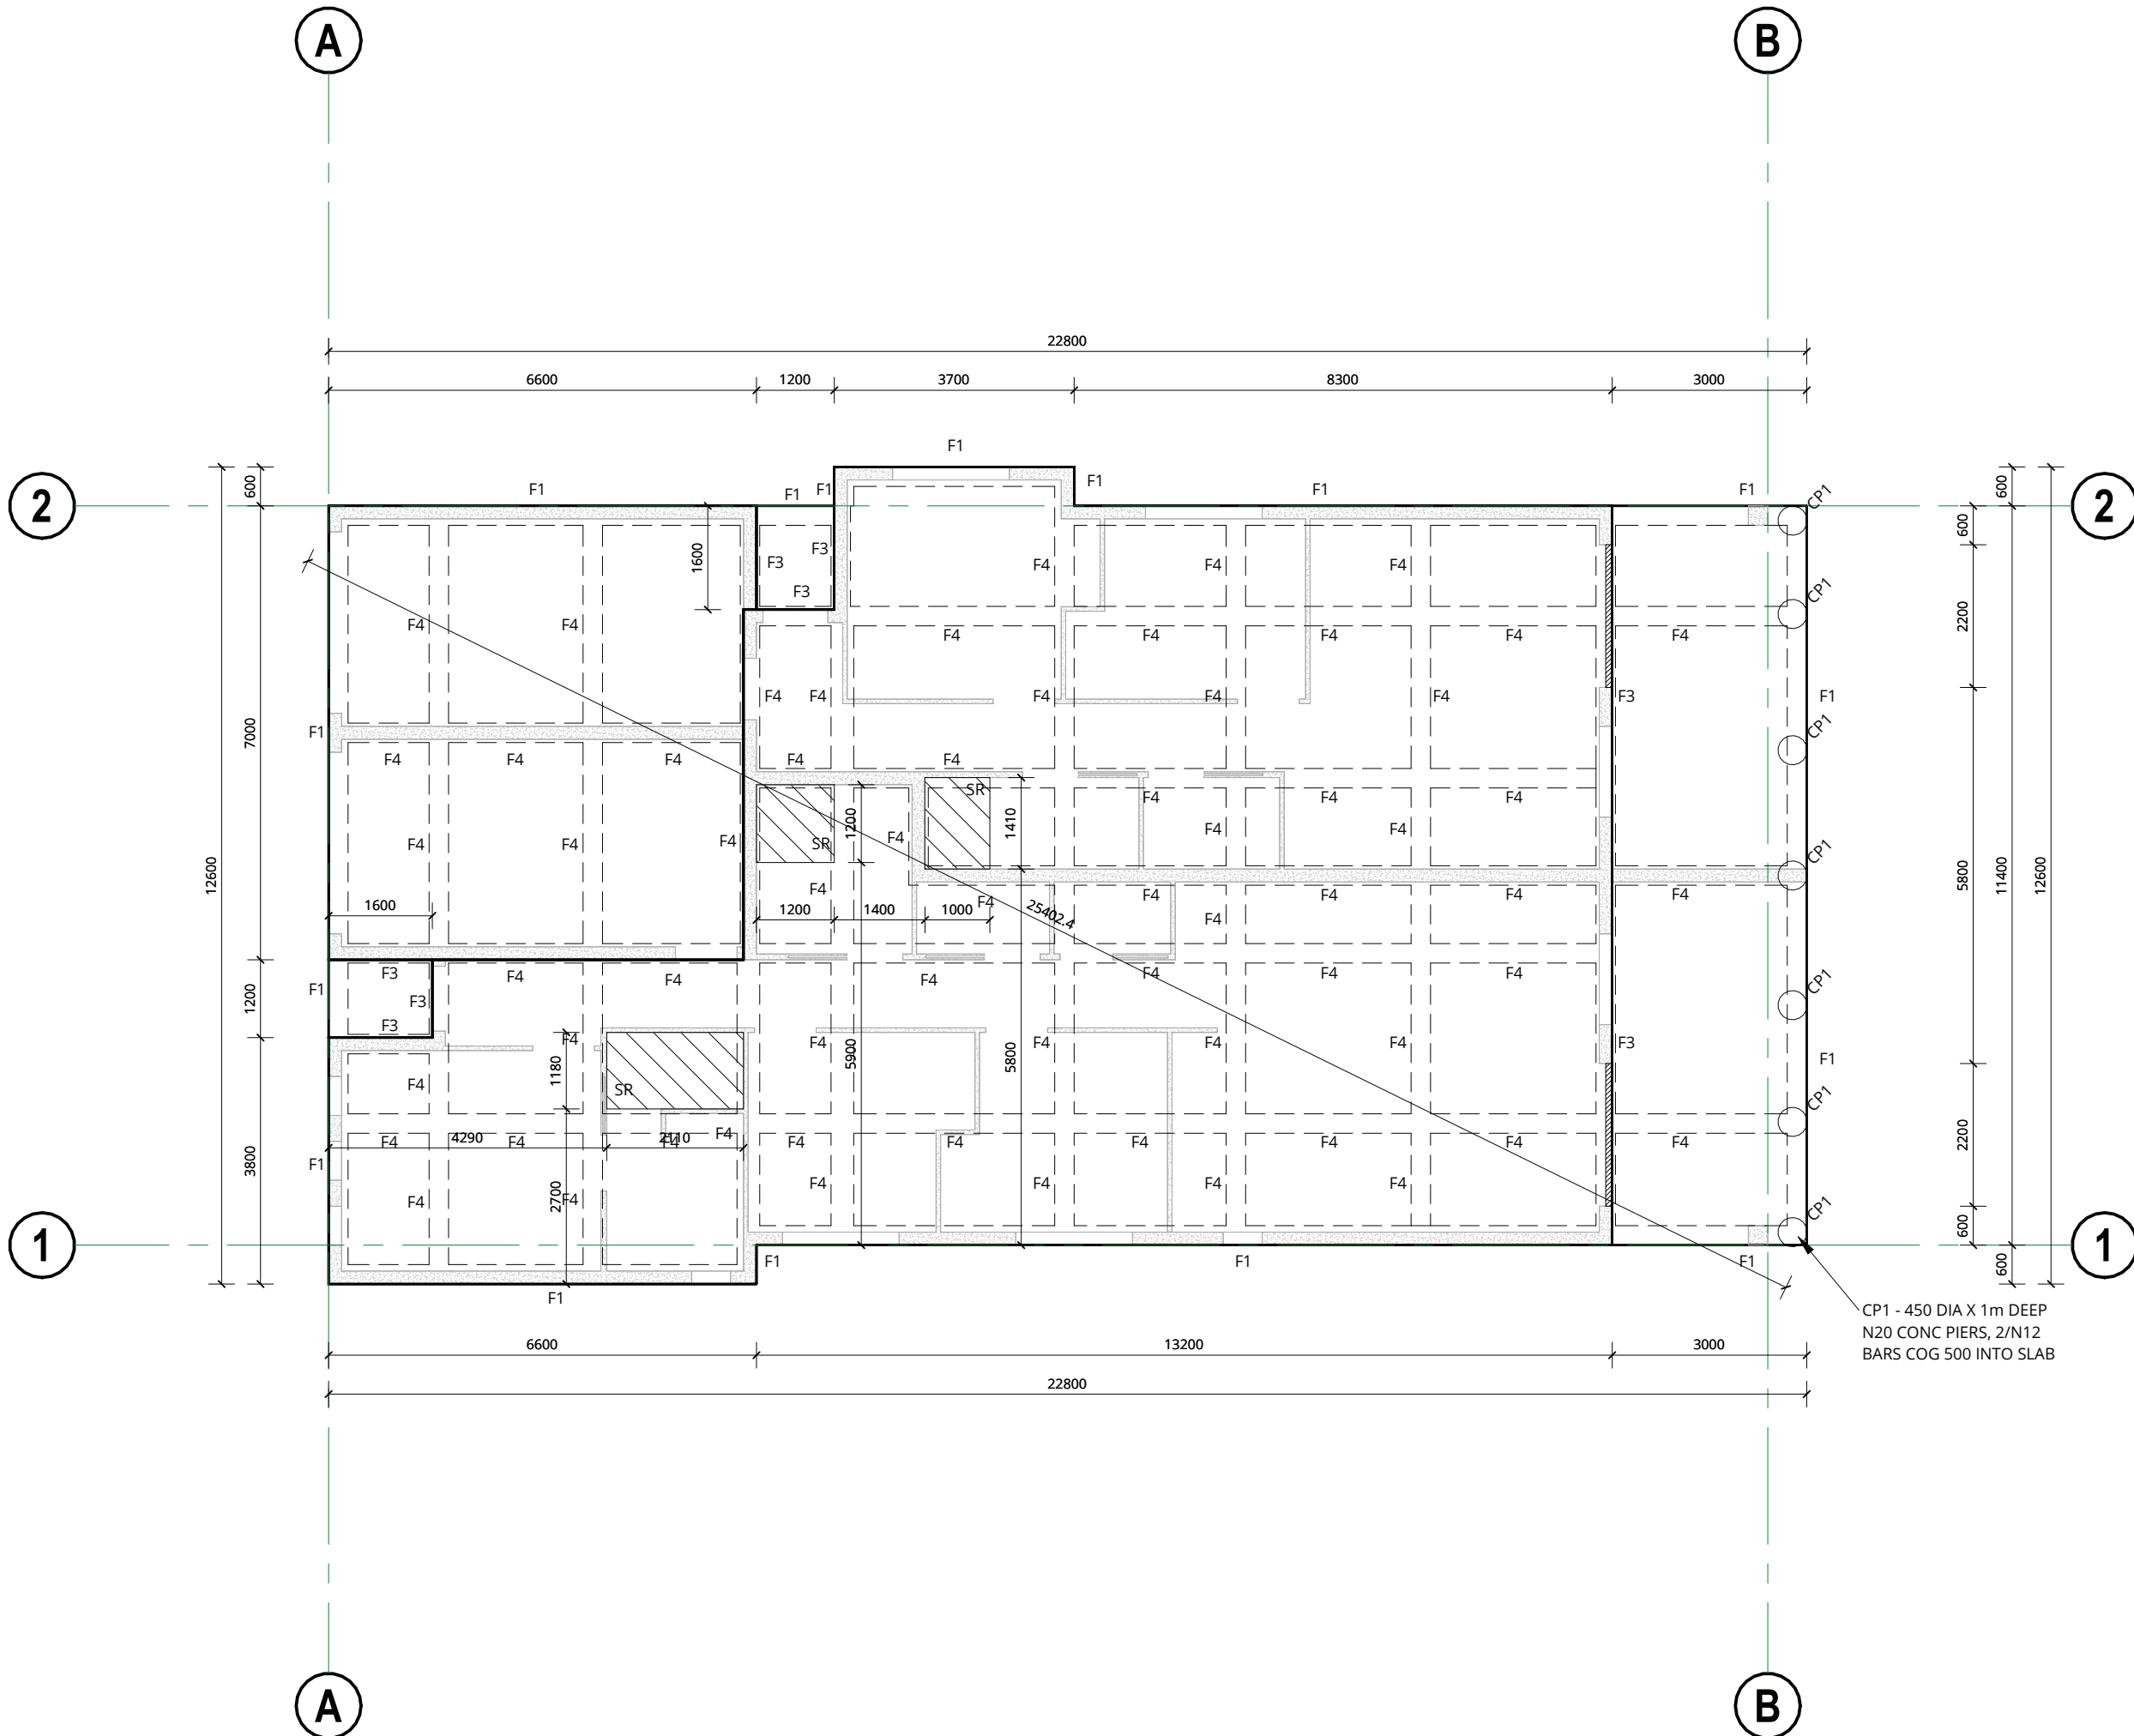 A B
22800
6600 1200 3700 8300 3000
F1
F1 F1 F1 F1 F1 F1 CP1
600 600
2 2
1600 F3 F3 F3 F4 F4 F4 600
CP1
F4 F4 F4 F4 F4 F4 F4 2200
7000 F4 F4 F4 F4 F4 F3 F1
F1 CP1
F4 F4 F4 F4 F4
SR F4 F4 F4
F4 F4 F4 SR 1200 F4 1410 F4 F4
12600 CP1 5800 11400 12600
F4 F4 F4 F4 F4 F4
1600 1200 1400 1000 F4 25402.4 F4
F3 F4 F4 F4 F4 F4 F4
F1 F3 CP1
1200 F3
F4 F4 F4 F4 F4 F3
1180 5900 5800 F1
F4 SR CP1
F1 3800 F4 4290 F4 F4 2110 F4 F4 F4 F4 F4 F4 F4 2200
F4 2700 F4 F4 F4 F4 F4
CP1
1 600 1
F1 F1 F1 600
F1
CP1 - 450 DIA X 1m DEEP
N20 CONC PIERS, 2/N12
BARS COG 500 INTO SLAB
6600 13200 3000
22800
A B